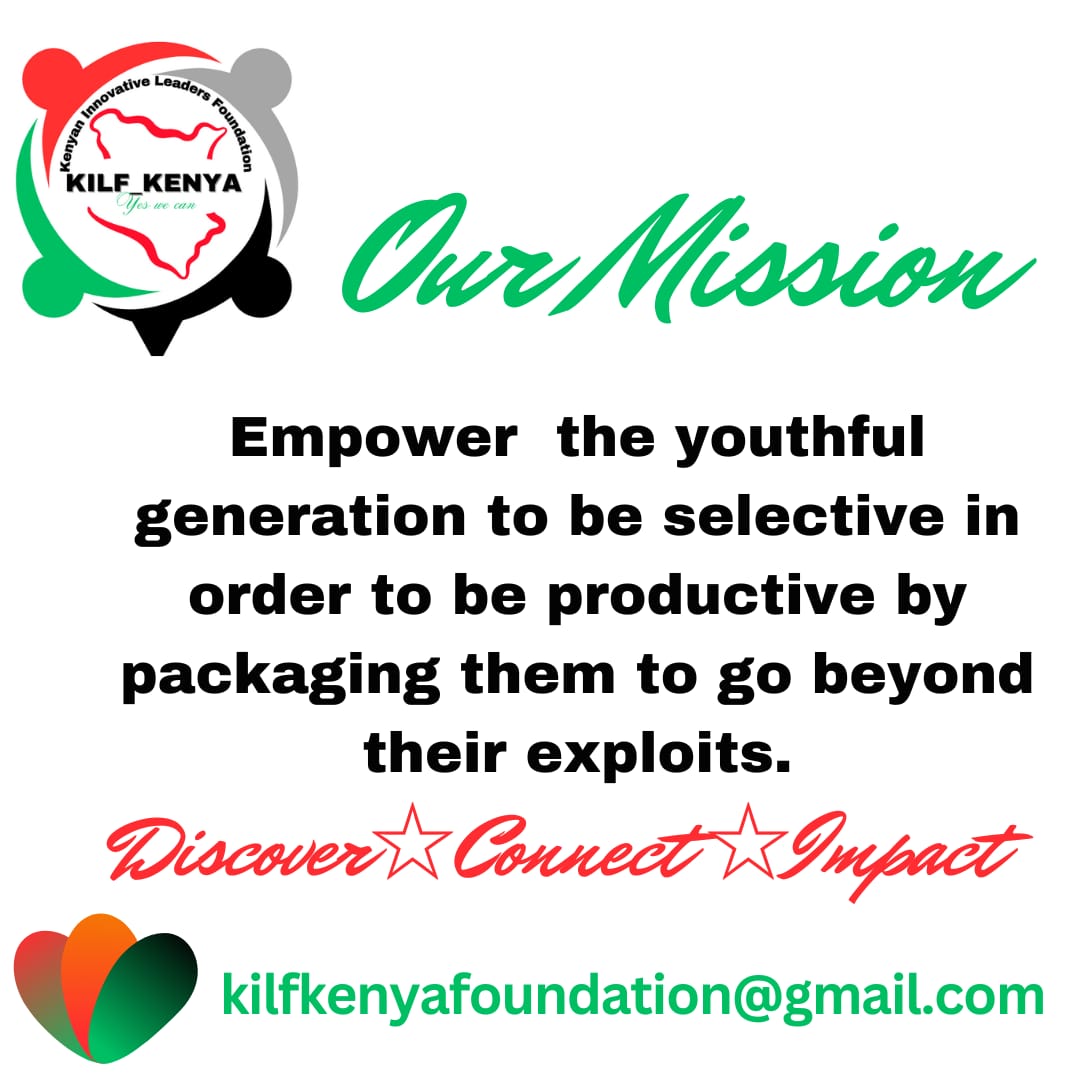 Kenyan Innovative Leaders Foundation
KILF_KENYA
Yes we can
Our Mission
Empower  the youthful
generation to be selective in
order to be productive by
packaging them to go beyond
their exploits.
Discover☆Connect☆Impact
kilfkenyafoundation@gmail.com